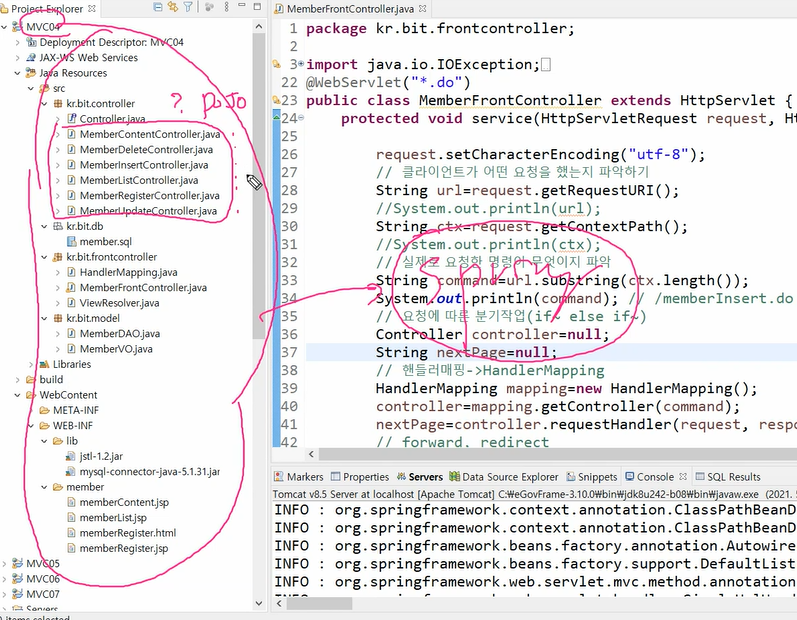 Project Explorer
MVC04
Deployment Descriptor: MVC04
JAX-WS Web Services
Java Resources
src
kr.bit.controller
? POJO
Controller.java
MemberContentController.java
MemberDeleteController.java
MemberInsertController.java
MemberListController.java
MemberRegisterController.java
MemberUpdateController.java
kr.bit.db
member.sql
kr.bit.frontcontroller
HandlerMapping.java
MemberFrontController.java
ViewResolver.java
kr.bit.model
MemberDAO.java
MemberVO.java
Libraries
build
WebContent
META-INF
WEB-INF
lib
jstl-1.2.jar
mysql-connector-java-5.1.31.jar
member
memberContent.jsp
memberList.jsp
memberRegister.html
memberRegister.jsp
MVC05
MVC06
MVC07
Servers
MemberFrontController.java
1 package kr.bit.frontcontroller;
2
3 import java.io.IOException;
22 @WebServlet("*.do")
23 public class MemberFrontController extends HttpServlet {
24 protected void service(HttpServletRequest request, Ht
26 request.setCharacterEncoding("utf-8");
27 // 클라이언트가 어떤 요청을 했는지 파악하기
28 String url=request.getRequestURI();
29 //System.out.println(url);
30 String ctx=request.getContextPath();
31 //System.out.println(ctx);
32 // 실제로 요청한 명령이 무엇인지 파악
33 String command=url.substring(ctx.length());
34 System.out.println(command); // /memberInsert.do
35 // 요청에 따른 분기작업(if~ else if~)
36 Controller controller=null;
37 String nextPage=null;
38 // 핸들러매핑->HandlerMapping
39 HandlerMapping mapping=new HandlerMapping();
40 controller=mapping.getController(command);
41 nextPage=controller.requestHandler(request, respo
42 // forward, redirect
Spring
Markers Properties Servers Data Source Explorer Snippets Console SQL Results
Tomcat v8.5 Server at localhost [Apache Tomcat] C:₩eGovFrame-3.10.0₩bin₩jdk8u242-b08₩bin₩javaw.exe (2021. 5
INFO : org.springframework.context.annotation.ClassPathBeanD
INFO : org.springframework.context.annotation.ClassPathBeanD
INFO : org.springframework.beans.factory.annotation.Autowire
INFO : org.springframework.beans.factory.support.DefaultList
INFO : org.springframework.web.servlet.mvc.method.annotation
items selected